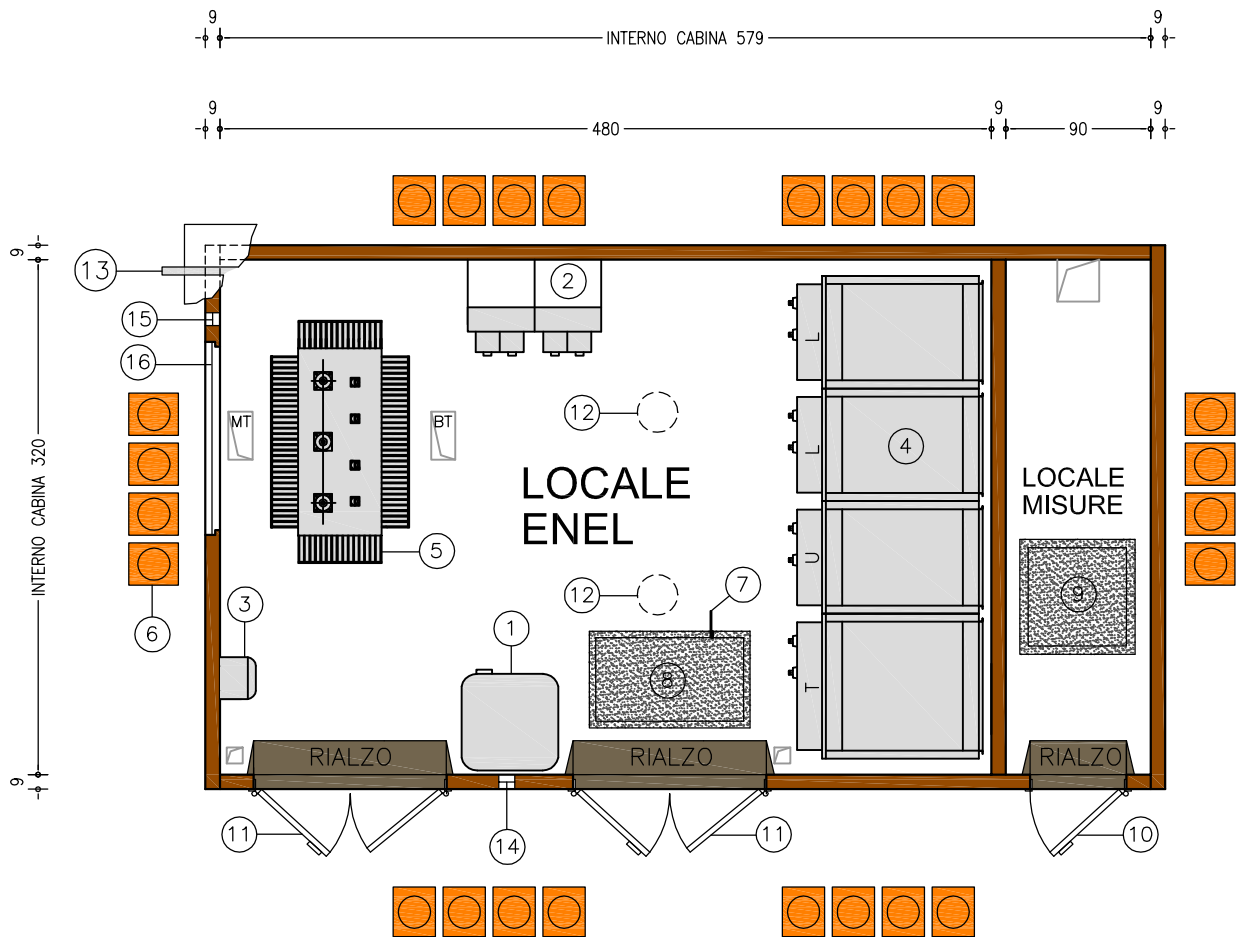 9
9
INTERNO CABINA 579
9
9
9
480
90
9
INTERNO CABINA 320
9
13
15
16
6
3
MT
BT
2
12
12
LOCALE
ENEL
5
1
7
8
L
L
U
T
4
LOCALE
MISURE
9
RIALZO
RIALZO
RIALZO
11
14
11
10